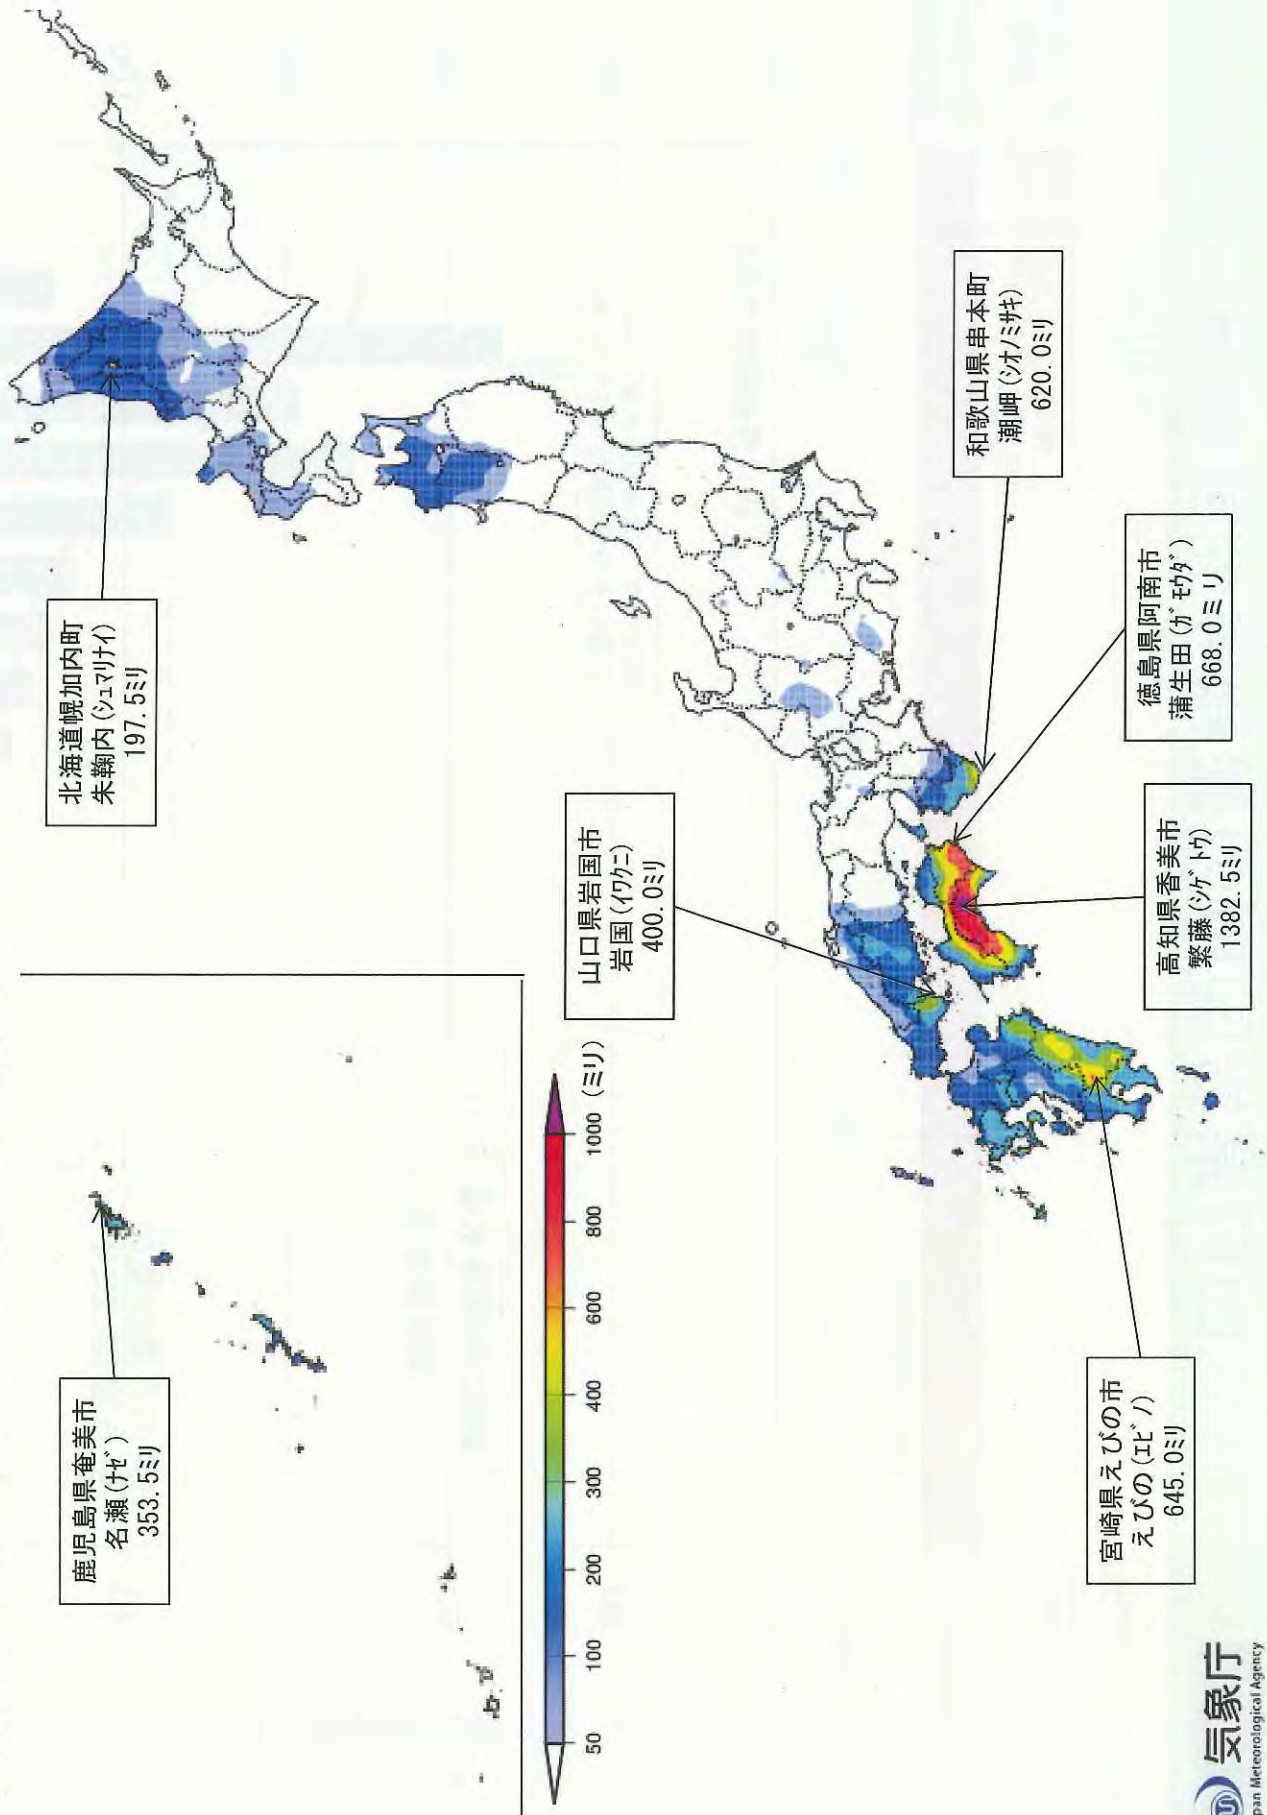 鹿児島県奄美市
名瀬(ナゼ)
353.5ミリ
北海道幌加内町
朱鞠内(シュマリナイ)
197.5ミリ
50 100 200 300 400 600 800 1000 (ミリ)
山口県岩国市
岩国(イワクニ)
400.0ミリ
和歌山県串本町
潮岬(シオノミサキ)
620.0ミリ
徳島県阿南市
蒲生田(ガモウダ)
668.0ミリ
高知県香美市
繁藤(シゲトウ)
1382.5ミリ
宮崎県えびの市
えびの(エビノ)
645.0ミリ
気象庁
pan Meteorological Agency